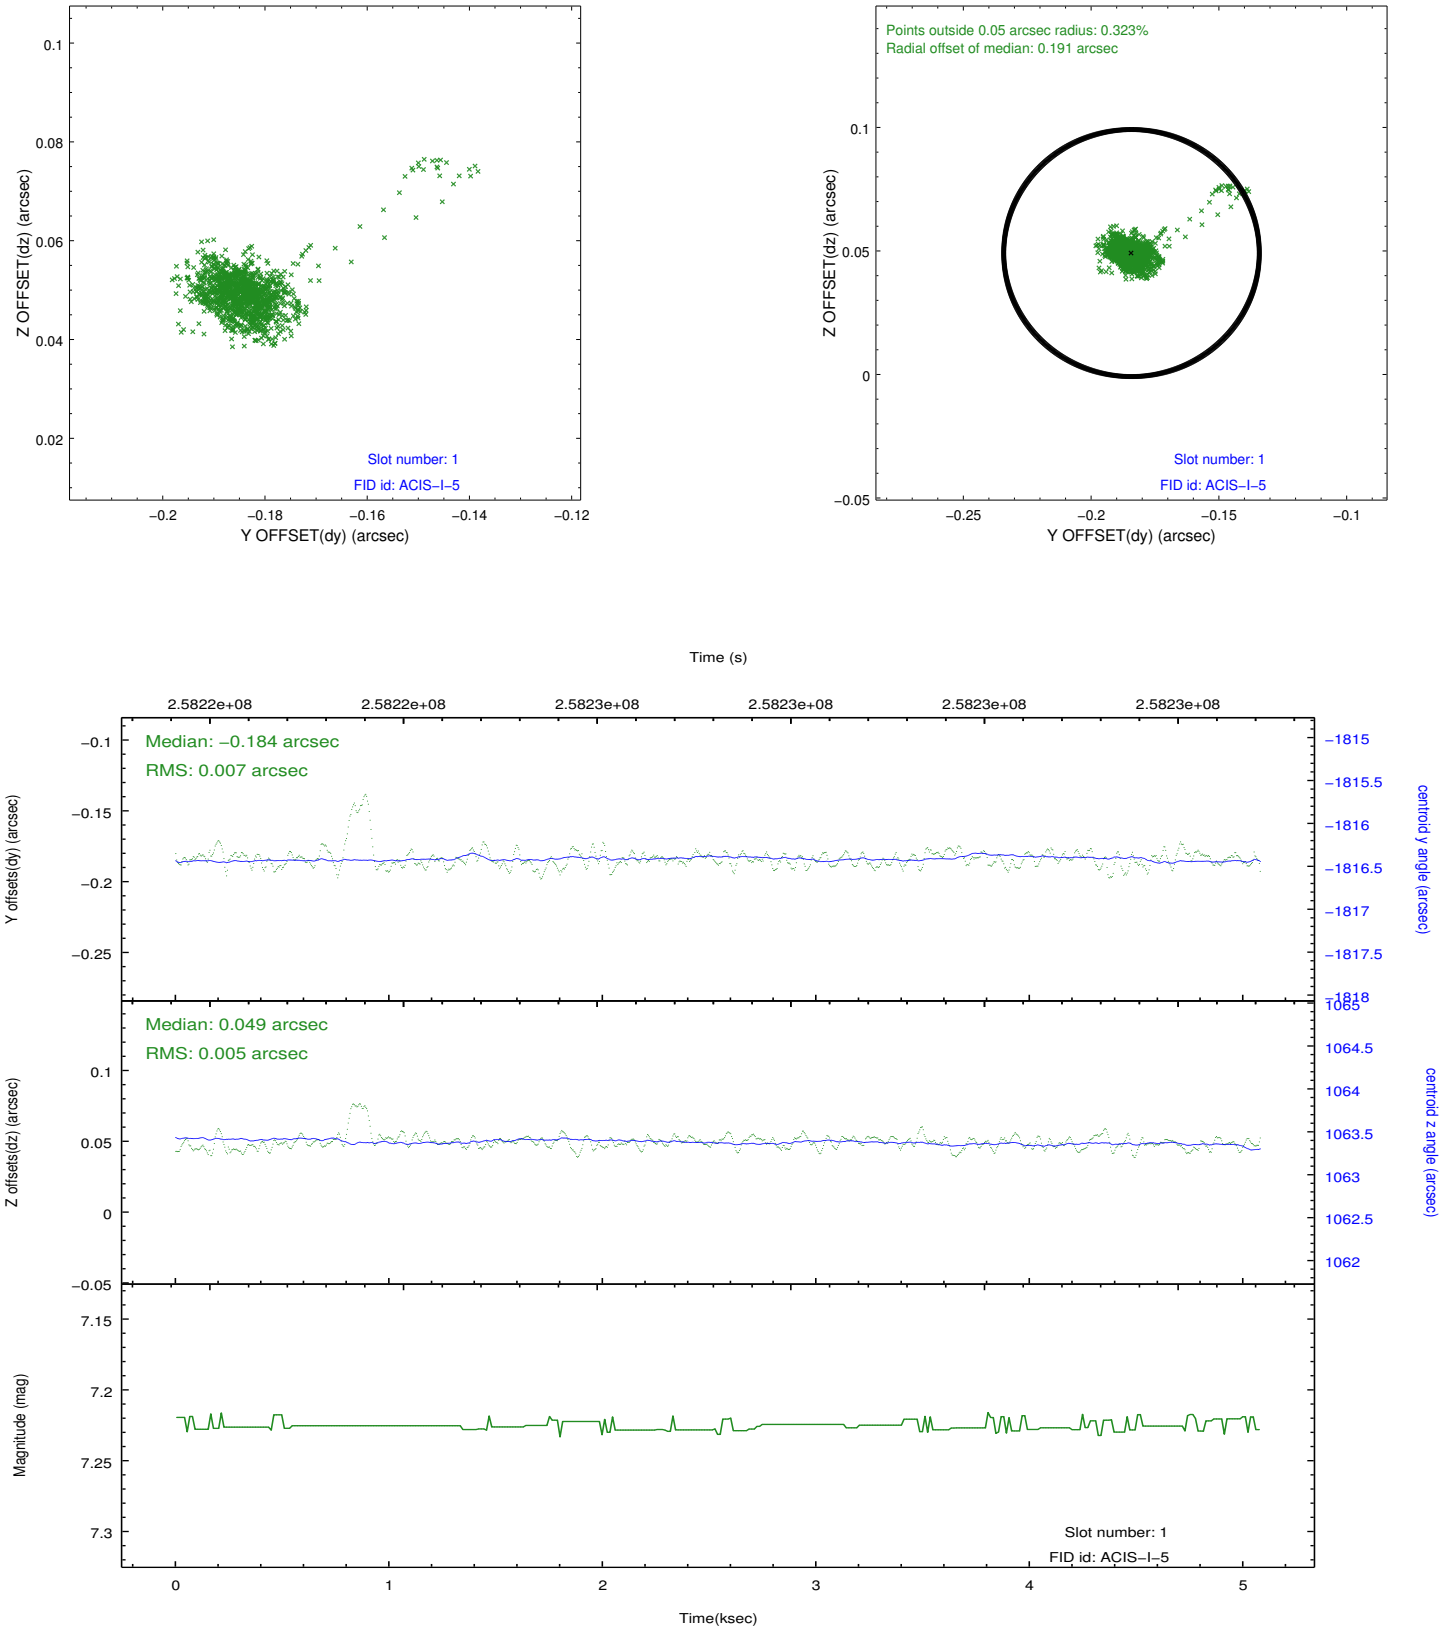 0.1
0.08
0.06
0.04
0.02
Z OFFSET(dz) (arcsec)
Slot number: 1
FID id: ACIS−I−5
−0.2 −0.18 −0.16 −0.14 −0.12
Y OFFSET(dy) (arcsec)
Points outside 0.05 arcsec radius: 0.323%
Radial offset of median: 0.191 arcsec
0.1
0.05
0
−0.05
Z OFFSET(dz) (arcsec)
Slot number: 1
FID id: ACIS−I−5
−0.25 −0.2 −0.15 −0.1
Y OFFSET(dy) (arcsec)
Time (s)
2.5822e+08 2.5822e+08 2.5823e+08 2.5823e+08 2.5823e+08 2.5823e+08
Median: −0.184 arcsec
RMS: 0.007 arcsec
−0.1
−0.15
−0.2
−0.25
Y offsets(dy) (arcsec)
−1815
−1815.5
−1816
−1816.5
−1817
−1817.5
−1818
centroid y angle (arcsec)
Median: 0.049 arcsec
RMS: 0.005 arcsec
0.1
0.05
0
−0.05
Z offsets(dz) (arcsec)
1065
1064.5
1064
1063.5
1063
1062.5
1062
centroid z angle (arcsec)
7.15
7.2
7.25
7.3
Magnitude (mag)
Slot number: 1
FID id: ACIS−I−5
0 1 2 3 4 5
Time(ksec)